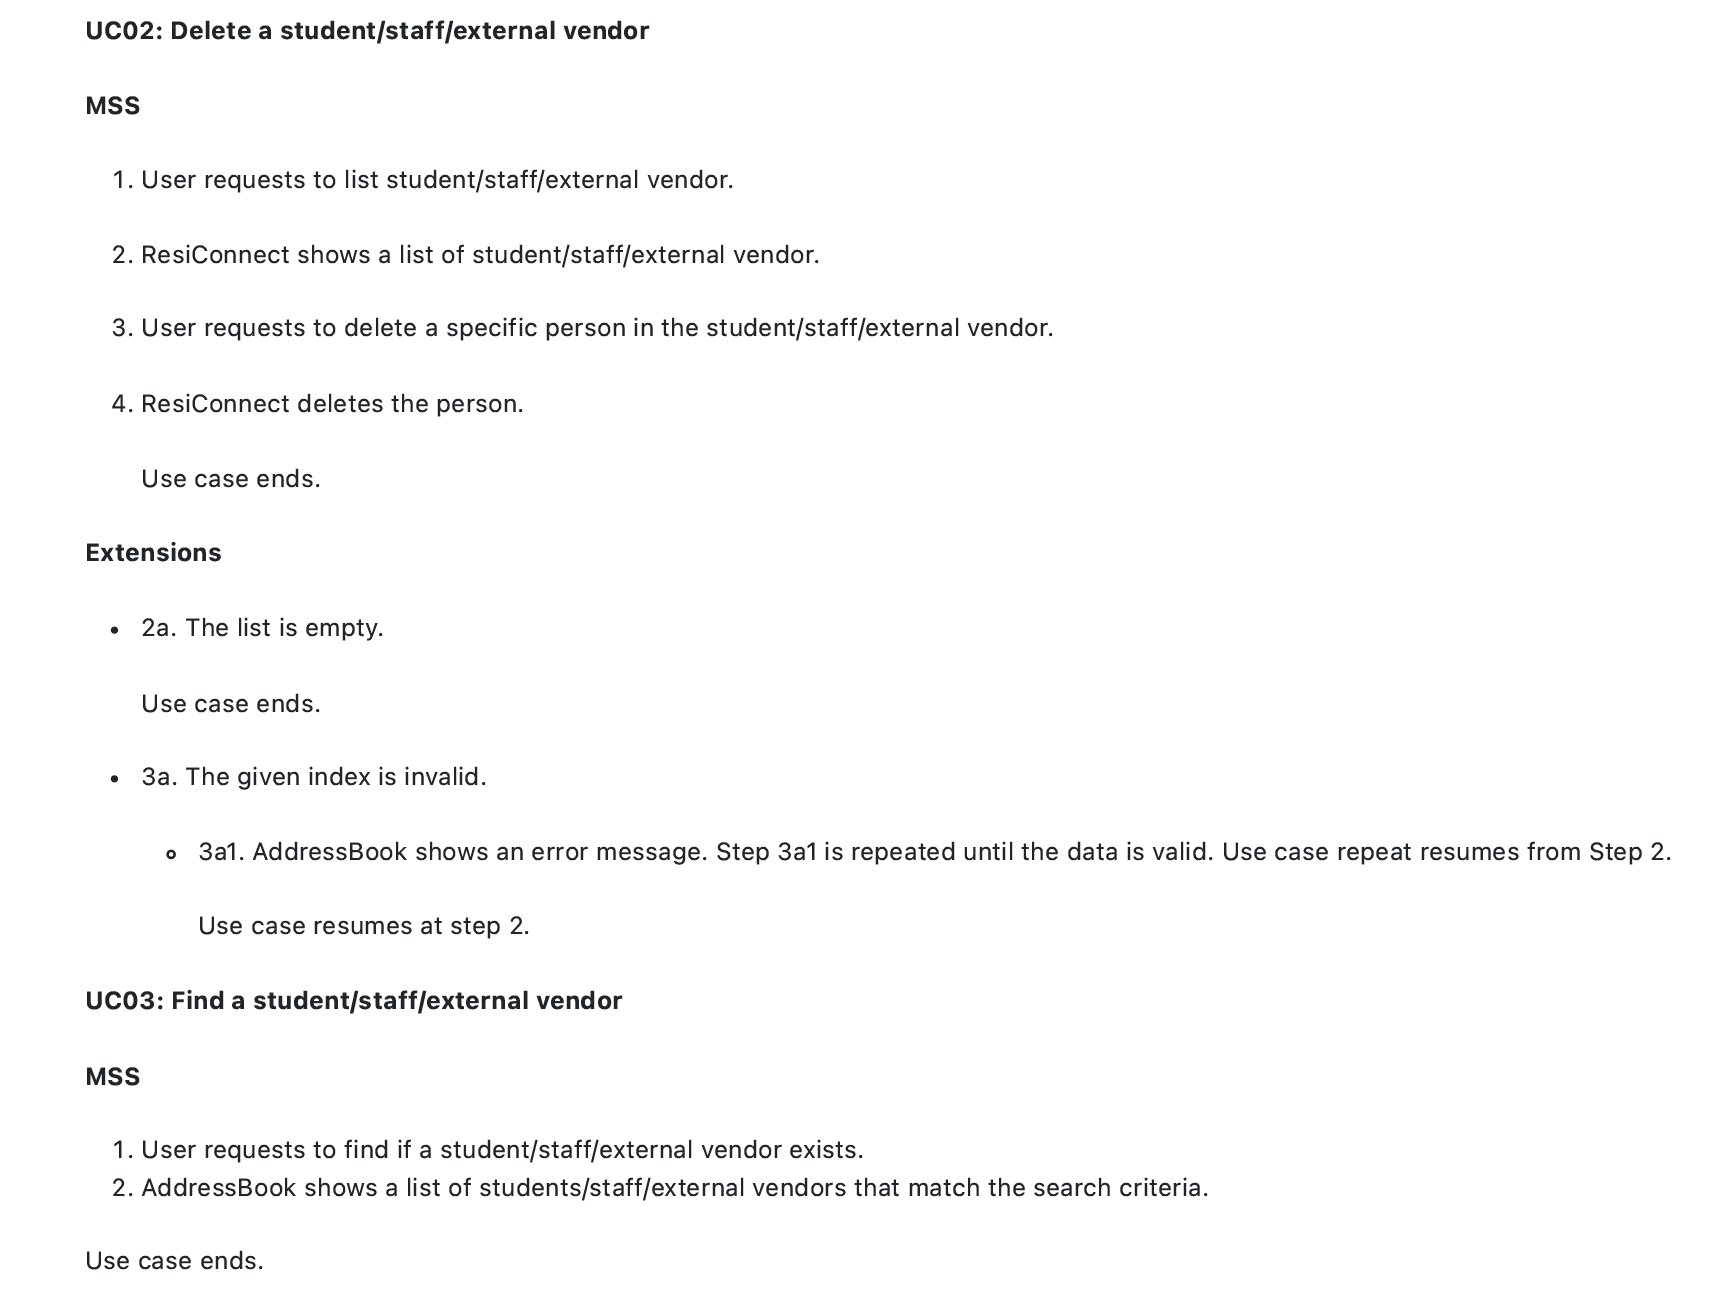 UC02: Delete a student/staff/external vendor
MSS
1. User requests to list student/staff/external vendor.
2. ResiConnect shows a list of student/staff/external vendor.
3. User requests to delete a specific person in the student/staff/external vendor.
4. ResiConnect deletes the person.
Use case ends.
Extensions
• 2a. The list is empty.
Use case ends.
• 3a. The given index is invalid.
◦ 3a1. AddressBook shows an error message. Step 3a1 is repeated until the data is valid. Use case repeat resumes from Step 2.
Use case resumes at step 2.
UC03: Find a student/staff/external vendor
MSS
1. User requests to find if a student/staff/external vendor exists.
2. AddressBook shows a list of students/staff/external vendors that match the search criteria.
Use case ends.